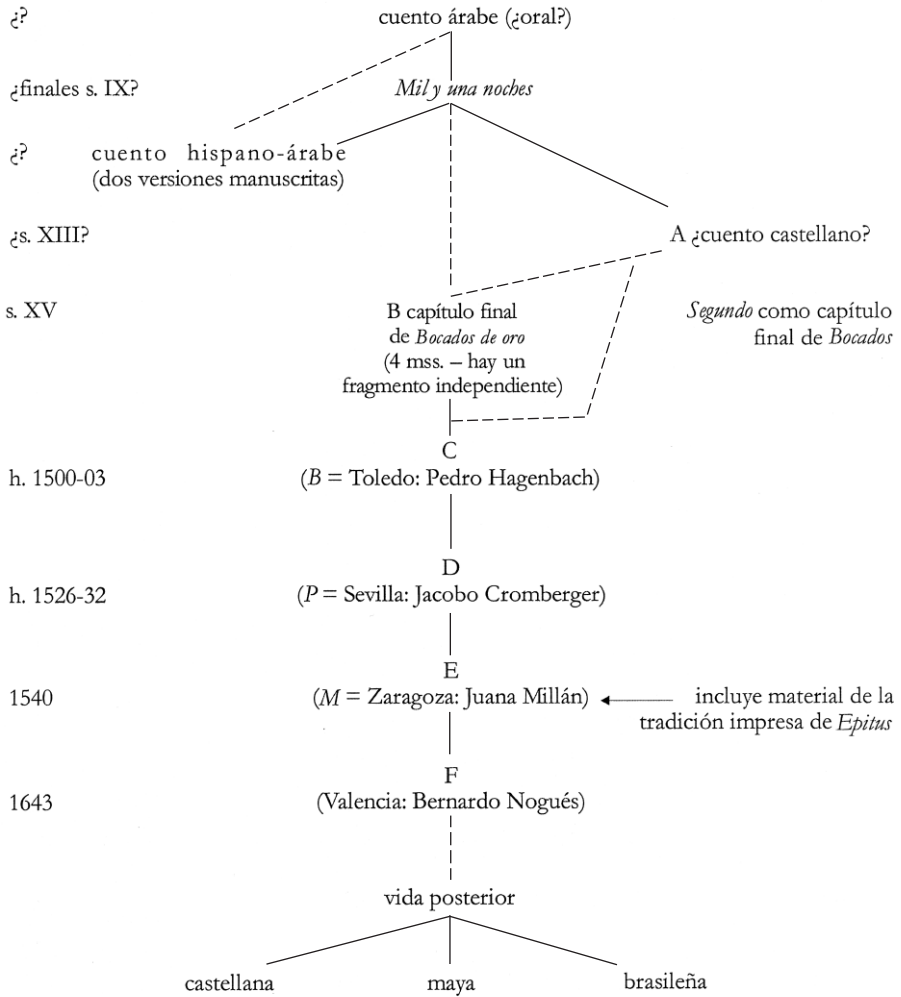 ¿?
cuento árabe (¿oral?)
¿finales s. IX?
Mil y una noches
¿?
cuento hispano-árabe
(dos versiones manuscritas)
¿s. XIII?
A ¿cuento castellano?
s. XV
B capítulo final
de Bocados de oro
(4 mss. – hay un
fragmento independiente)
Segundo como capítulo
final de Bocados
C
h. 1500-03
(B = Toledo: Pedro Hagenbach)
D
h. 1526-32
(P = Sevilla: Jacobo Cromberger)
E
1540
(M = Zaragoza: Juana Millán)
incluye material de la
tradición impresa de Epitus
F
1643
(Valencia: Bernardo Nogués)
vida posterior
castellana
maya
brasileña